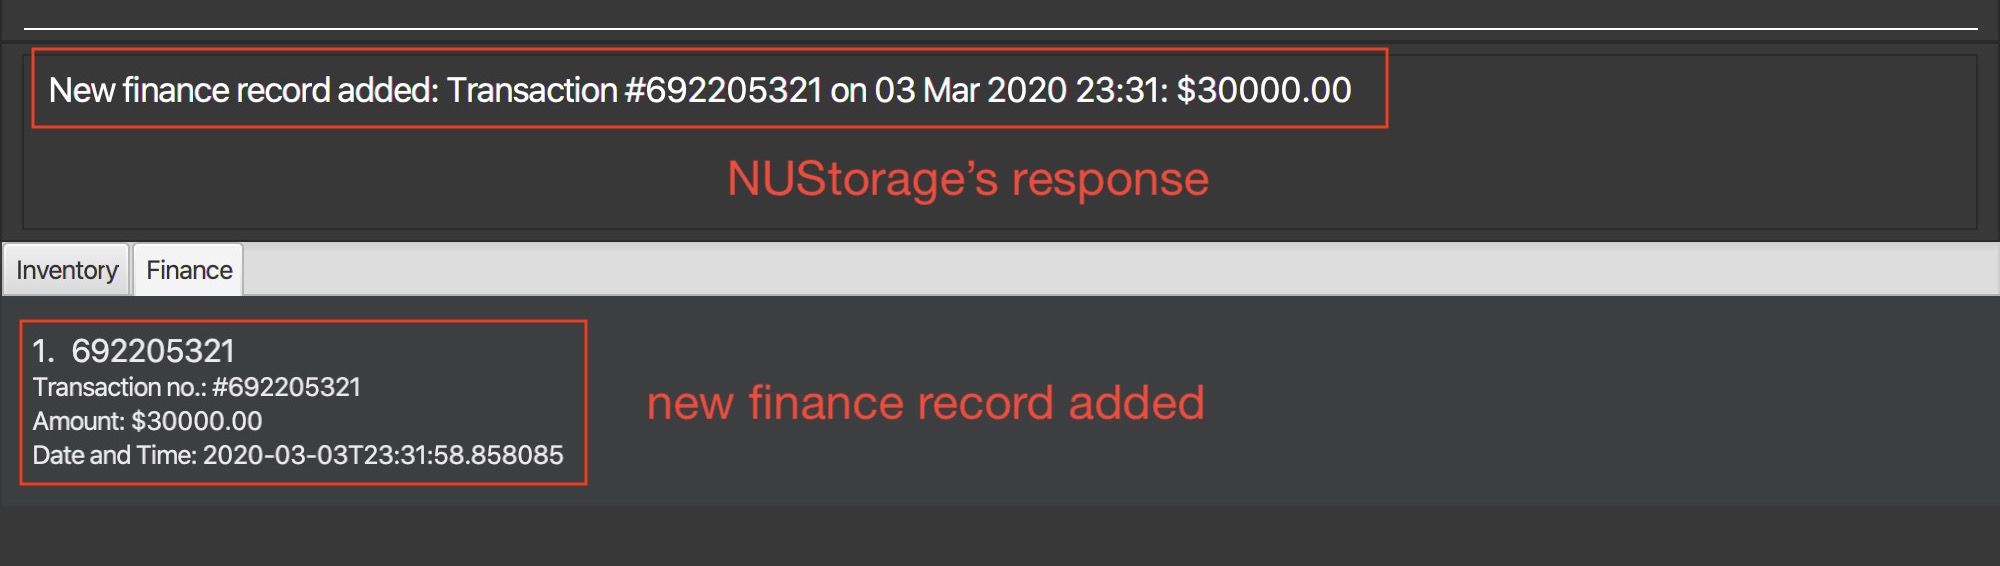 New finance record added: Transaction #692205321 on 03 Mar 2020 23:31: $30000.00
NUStorage’s response
Inventory Finance
1. 692205321
Transaction no.: #692205321
Amount: $30000.00
new finance record added
Date and Time: 2020-03-03T23:31:58.858085